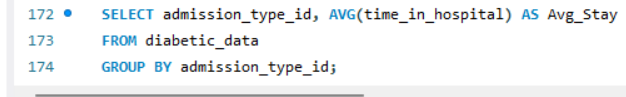 172 SELECT admission_type_id, AVG(time_in_hospital) AS Avg_Stay
173 FROM diabetic_data
174 GROUP BY admission_type_id;